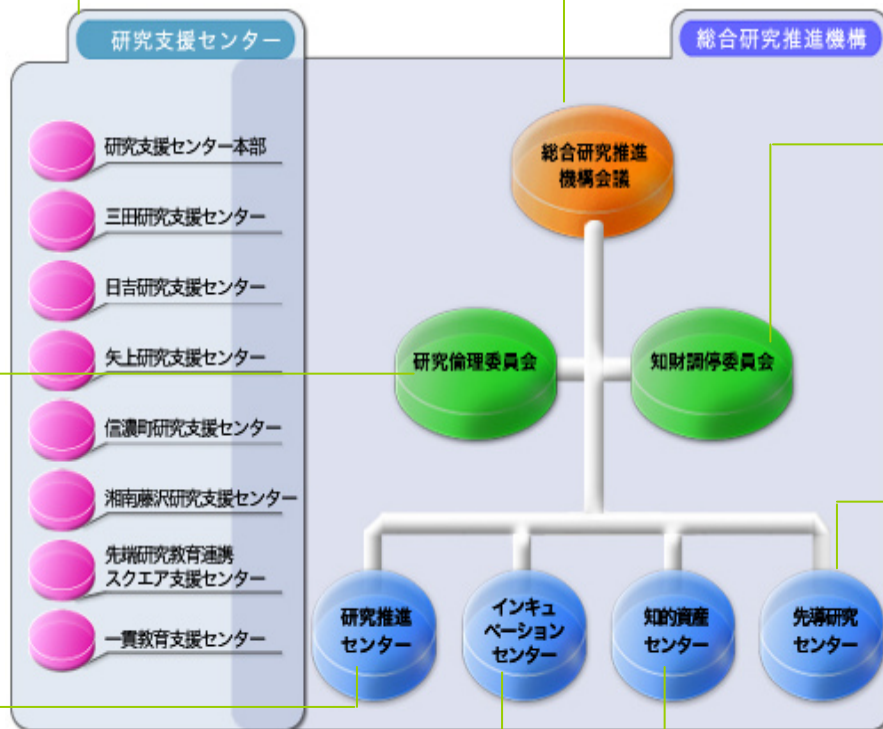 研究支援センター
総合研究推進機構
研究支援センター本部
三田研究支援センター
日吉研究支援センター
矢上研究支援センター
信濃町研究支援センター
湘南藤沢研究支援センター
先端研究教育連携
スクエア支援センター
一貫教育支援センター
総合研究推進
機構会議
研究倫理委員会
知財調停委員会
研究推進
センター
インキュ
ベーション
センター
知的資産
センター
先導研究
センター